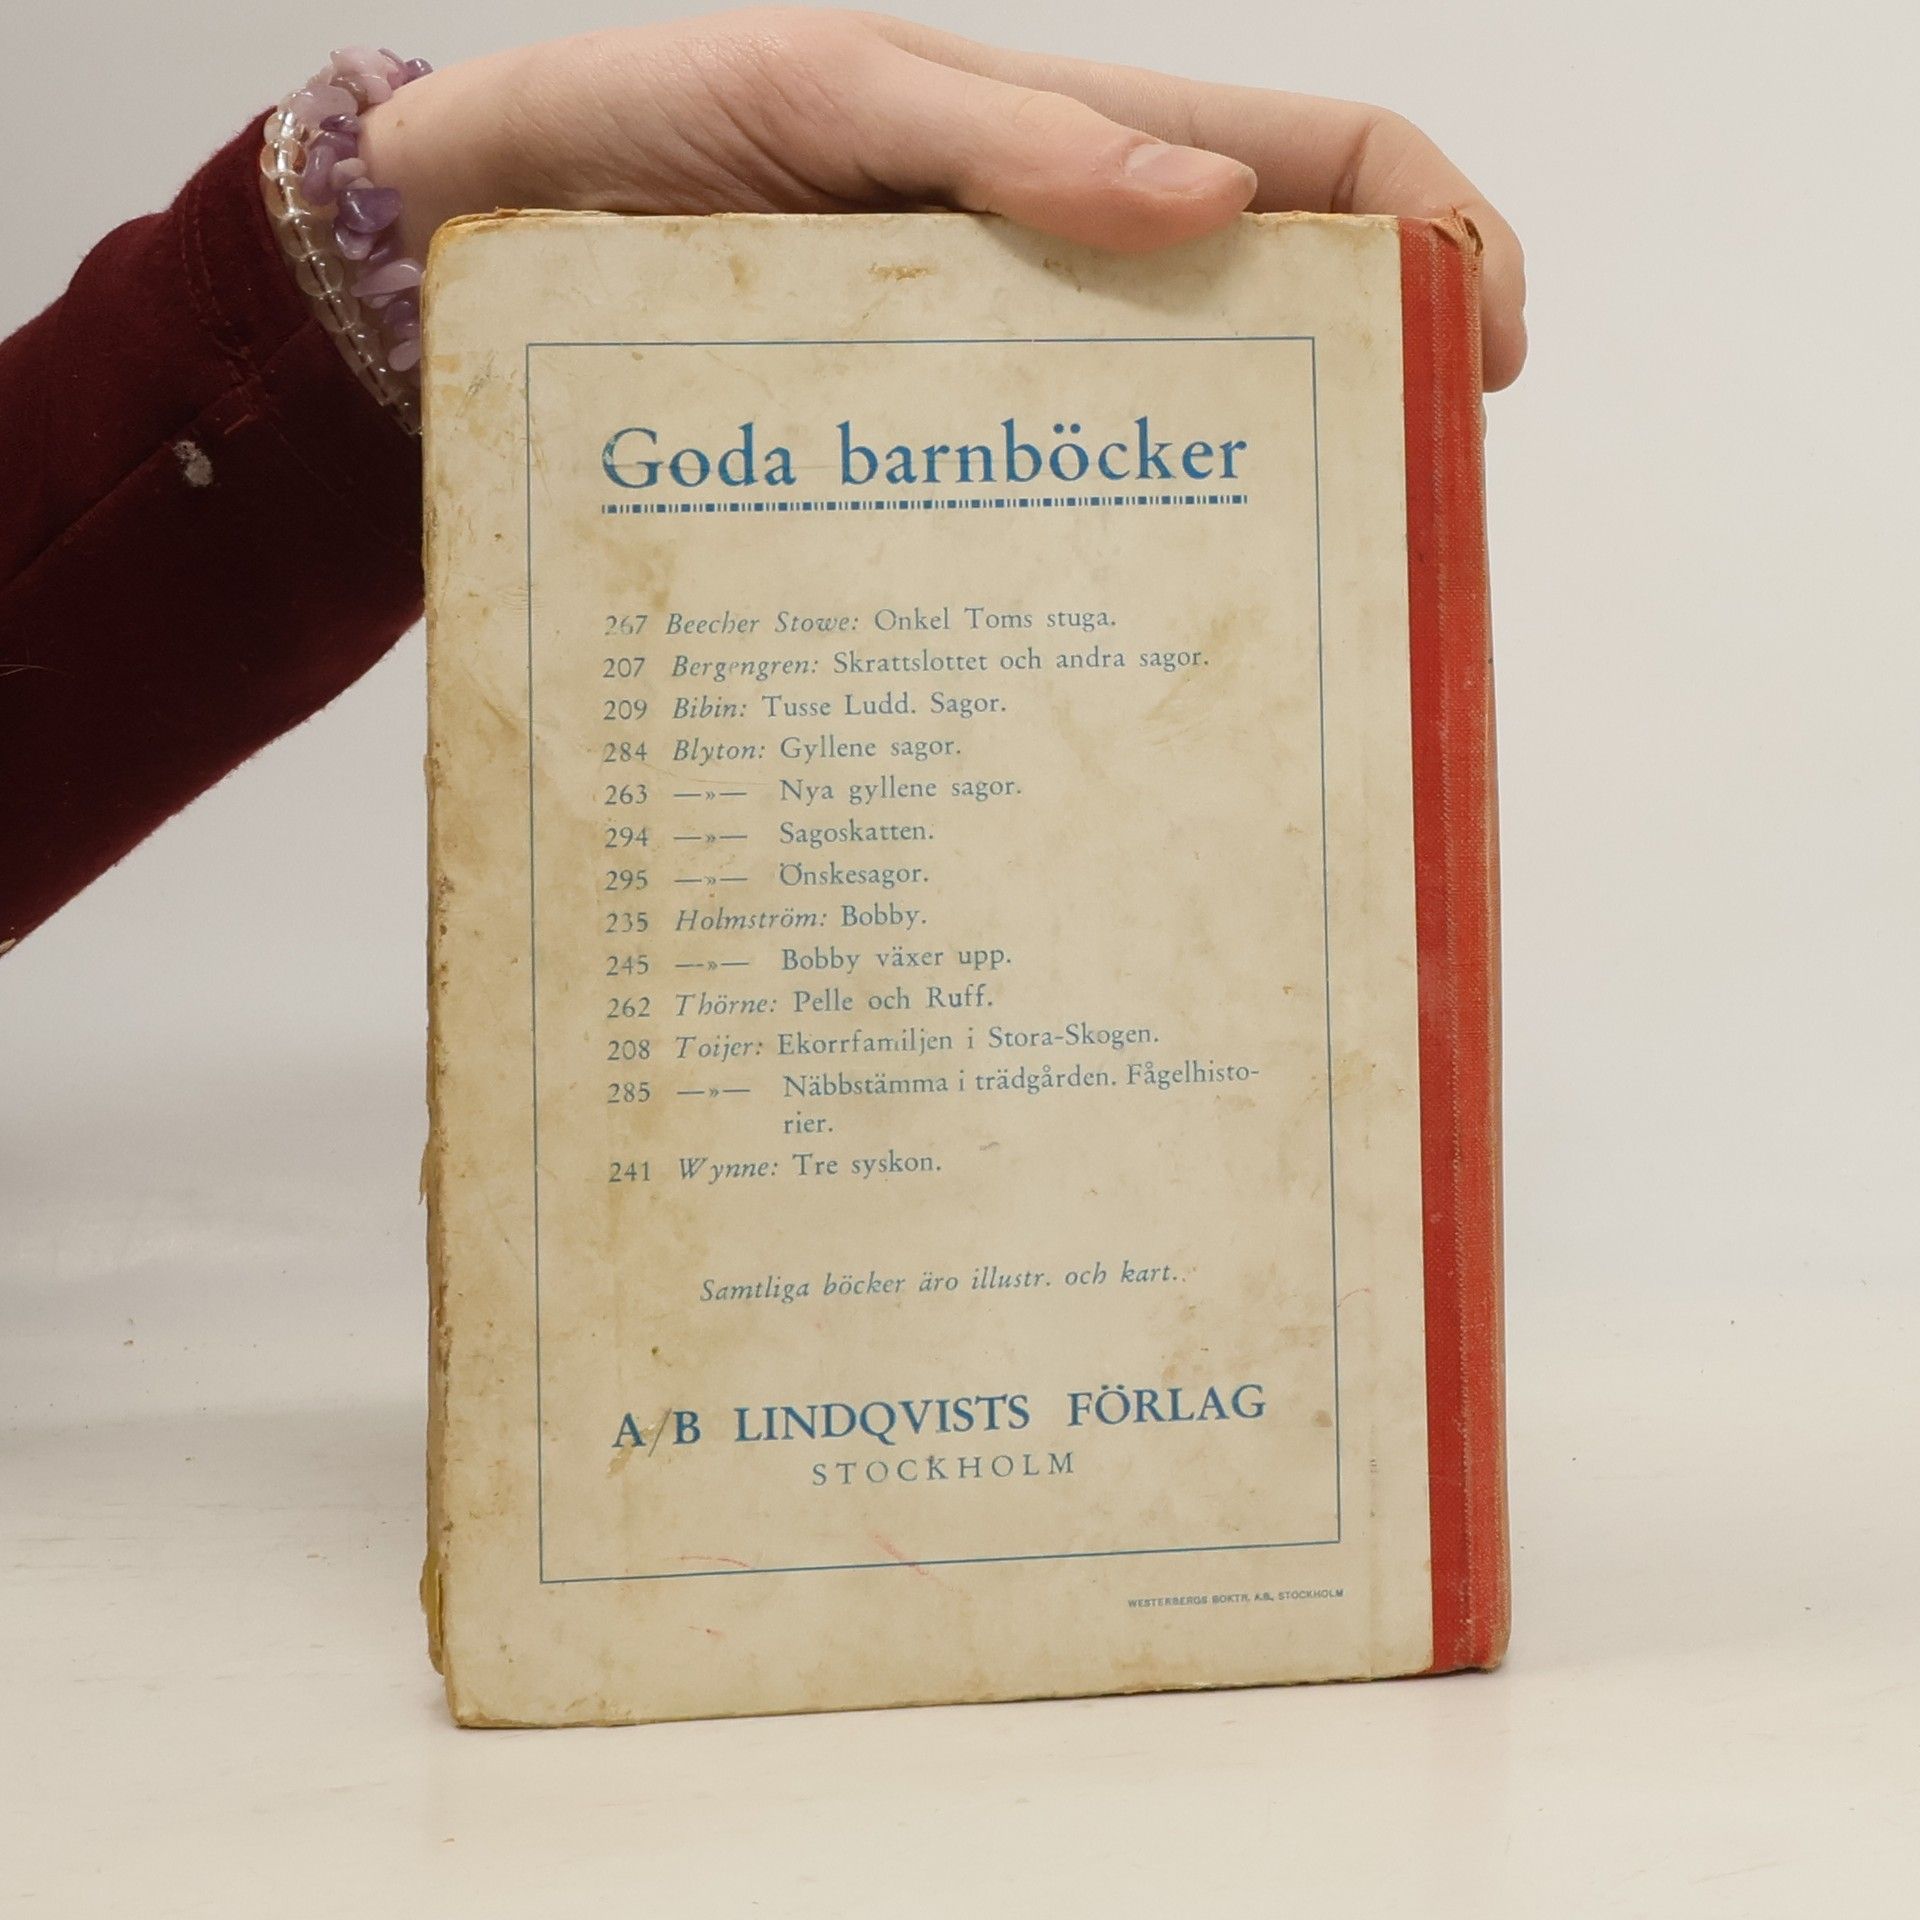 Goda barnböcker
267 Beecher Stowe: Onkel Toms stuga.
207 Bergengren: Skrattslottet och andra sagor.
209 Bibin: Tusse Ludd. Sagor.
284 Blyton: Gyllene sagor.
263 —»— Nya gyllene sagor.
294 —»— Sagoskatten.
295 —»— Önskesagor.
235 Holmström: Bobby.
245 —»— Bobby växer upp.
262 Thörne: Pelle och Ruff.
208 Toijer: Ekorrfamiljen i Stora-Skogen.
285 —»— Näbbstämma i trädgården. Fågelhisto-
rier.
241 Wynne: Tre syskon.
Samtliga böcker äro illustr. och kart.
A/B LINDQVISTS FÖRLAG
STOCKHOLM
WESTERBERGS BOKTR. A.B., STOCKHOLM